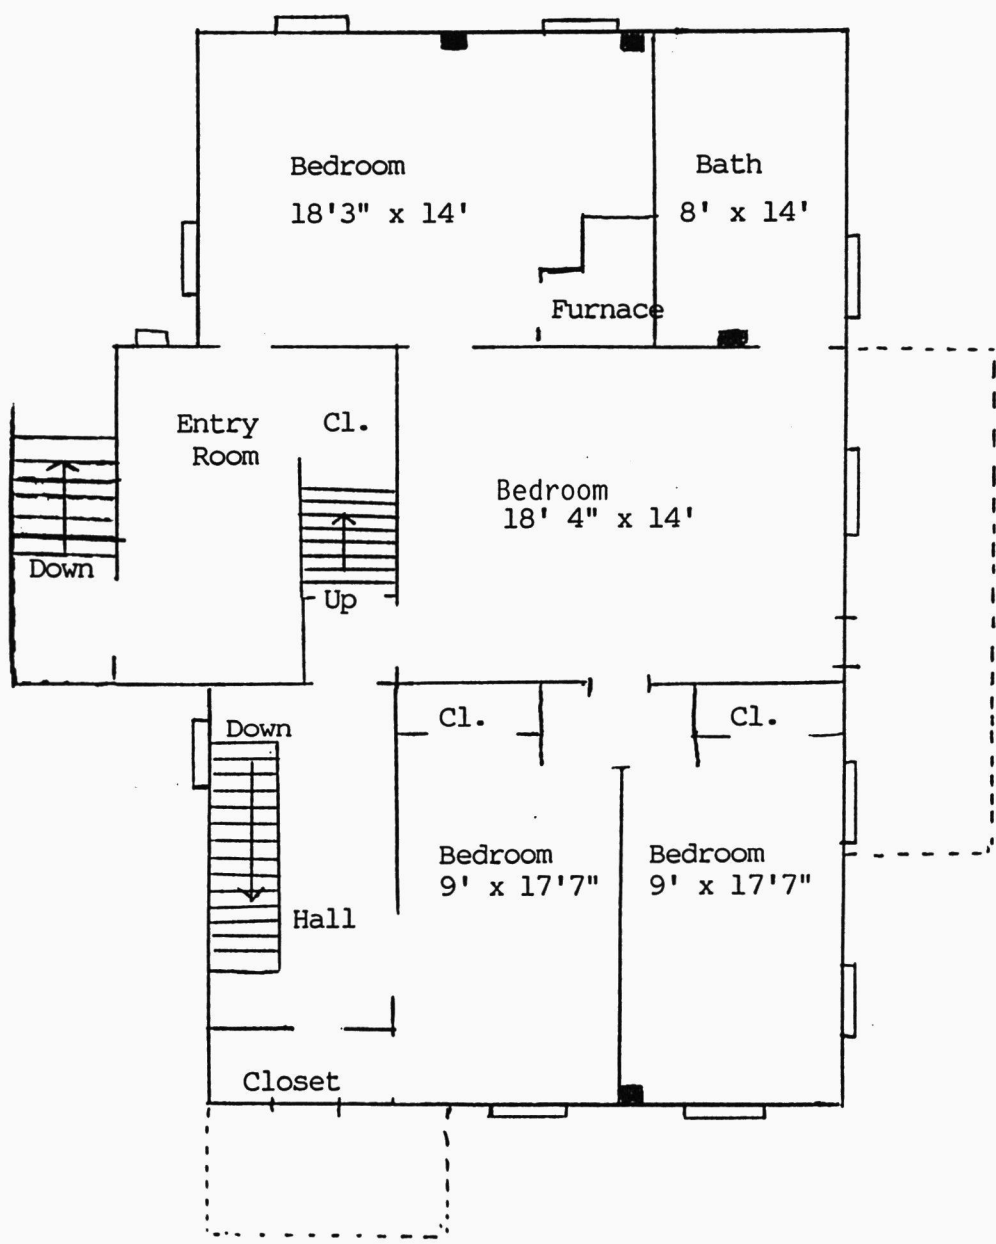 Bedroom
18'3" x 14'
Bath
8' x 14'
Furnace
Entry
Room
Cl.
Bedroom
18' 4" x 14'
Down
Up
Down
Cl.
Cl.
Bedroom
9' x 17'7"
Bedroom
9' x 17'7"
Hall
Closet